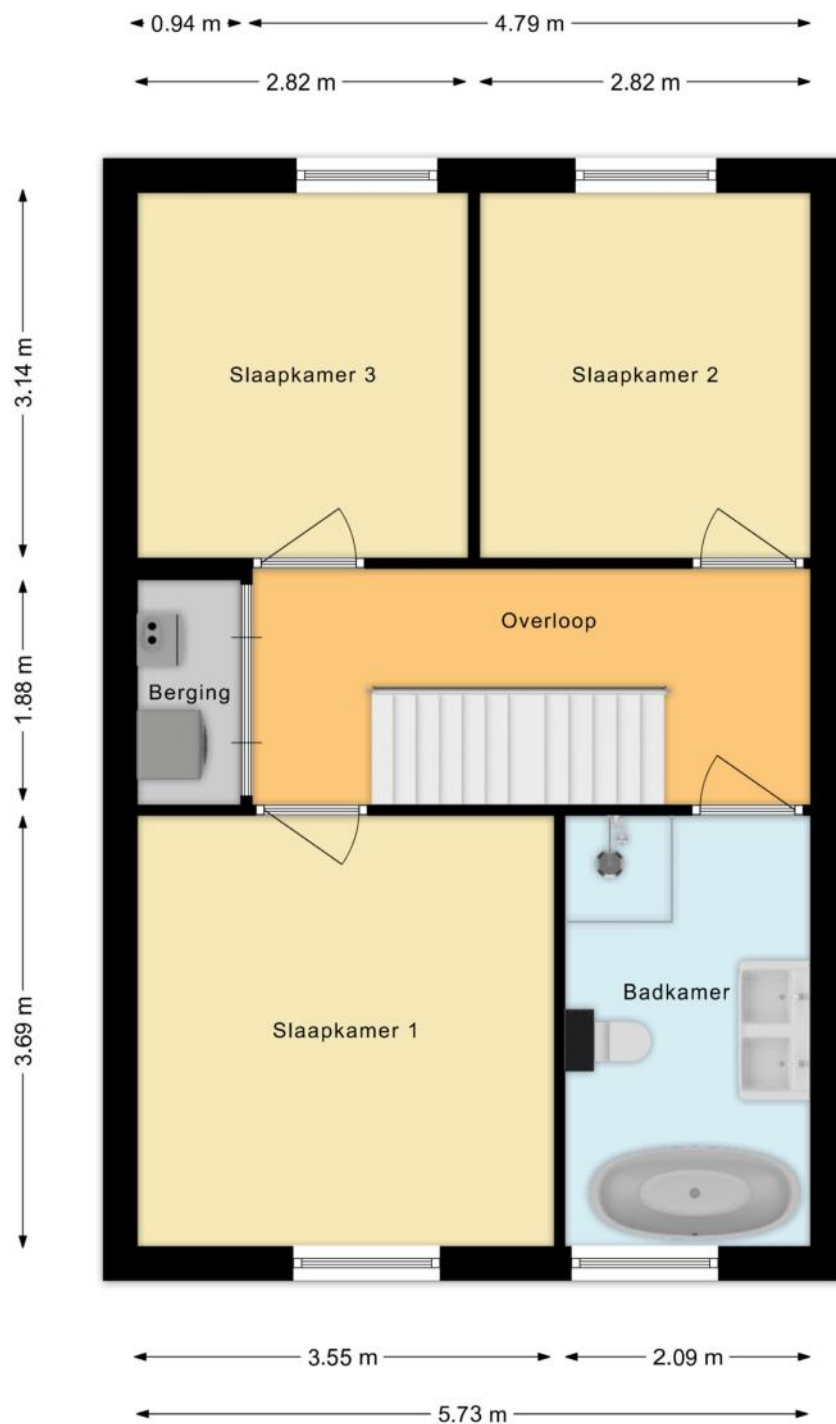 0.94 m 4.79 m
2.82 m 2.82 m
3.14 m
Slaapkamer 3 Slaapkamer 2
Overloop
1.88 m
Berging
3.69 m
Badkamer
Slaapkamer 1
3.55 m 2.09 m
5.73 m